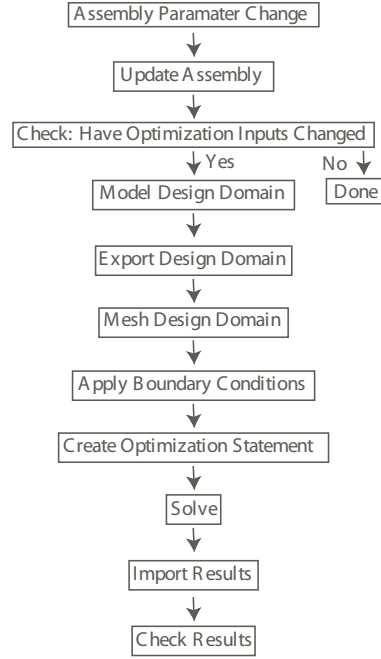 Assembly Paramater Change
Update Assembly
Check: Have Optimization Inputs Changed
Yes
No
Model Design Domain
Done
Export Design Domain
Mesh Design Domain
Apply Boundary Conditions
Create Optimization Statement
Solve
Import Results
Check Results